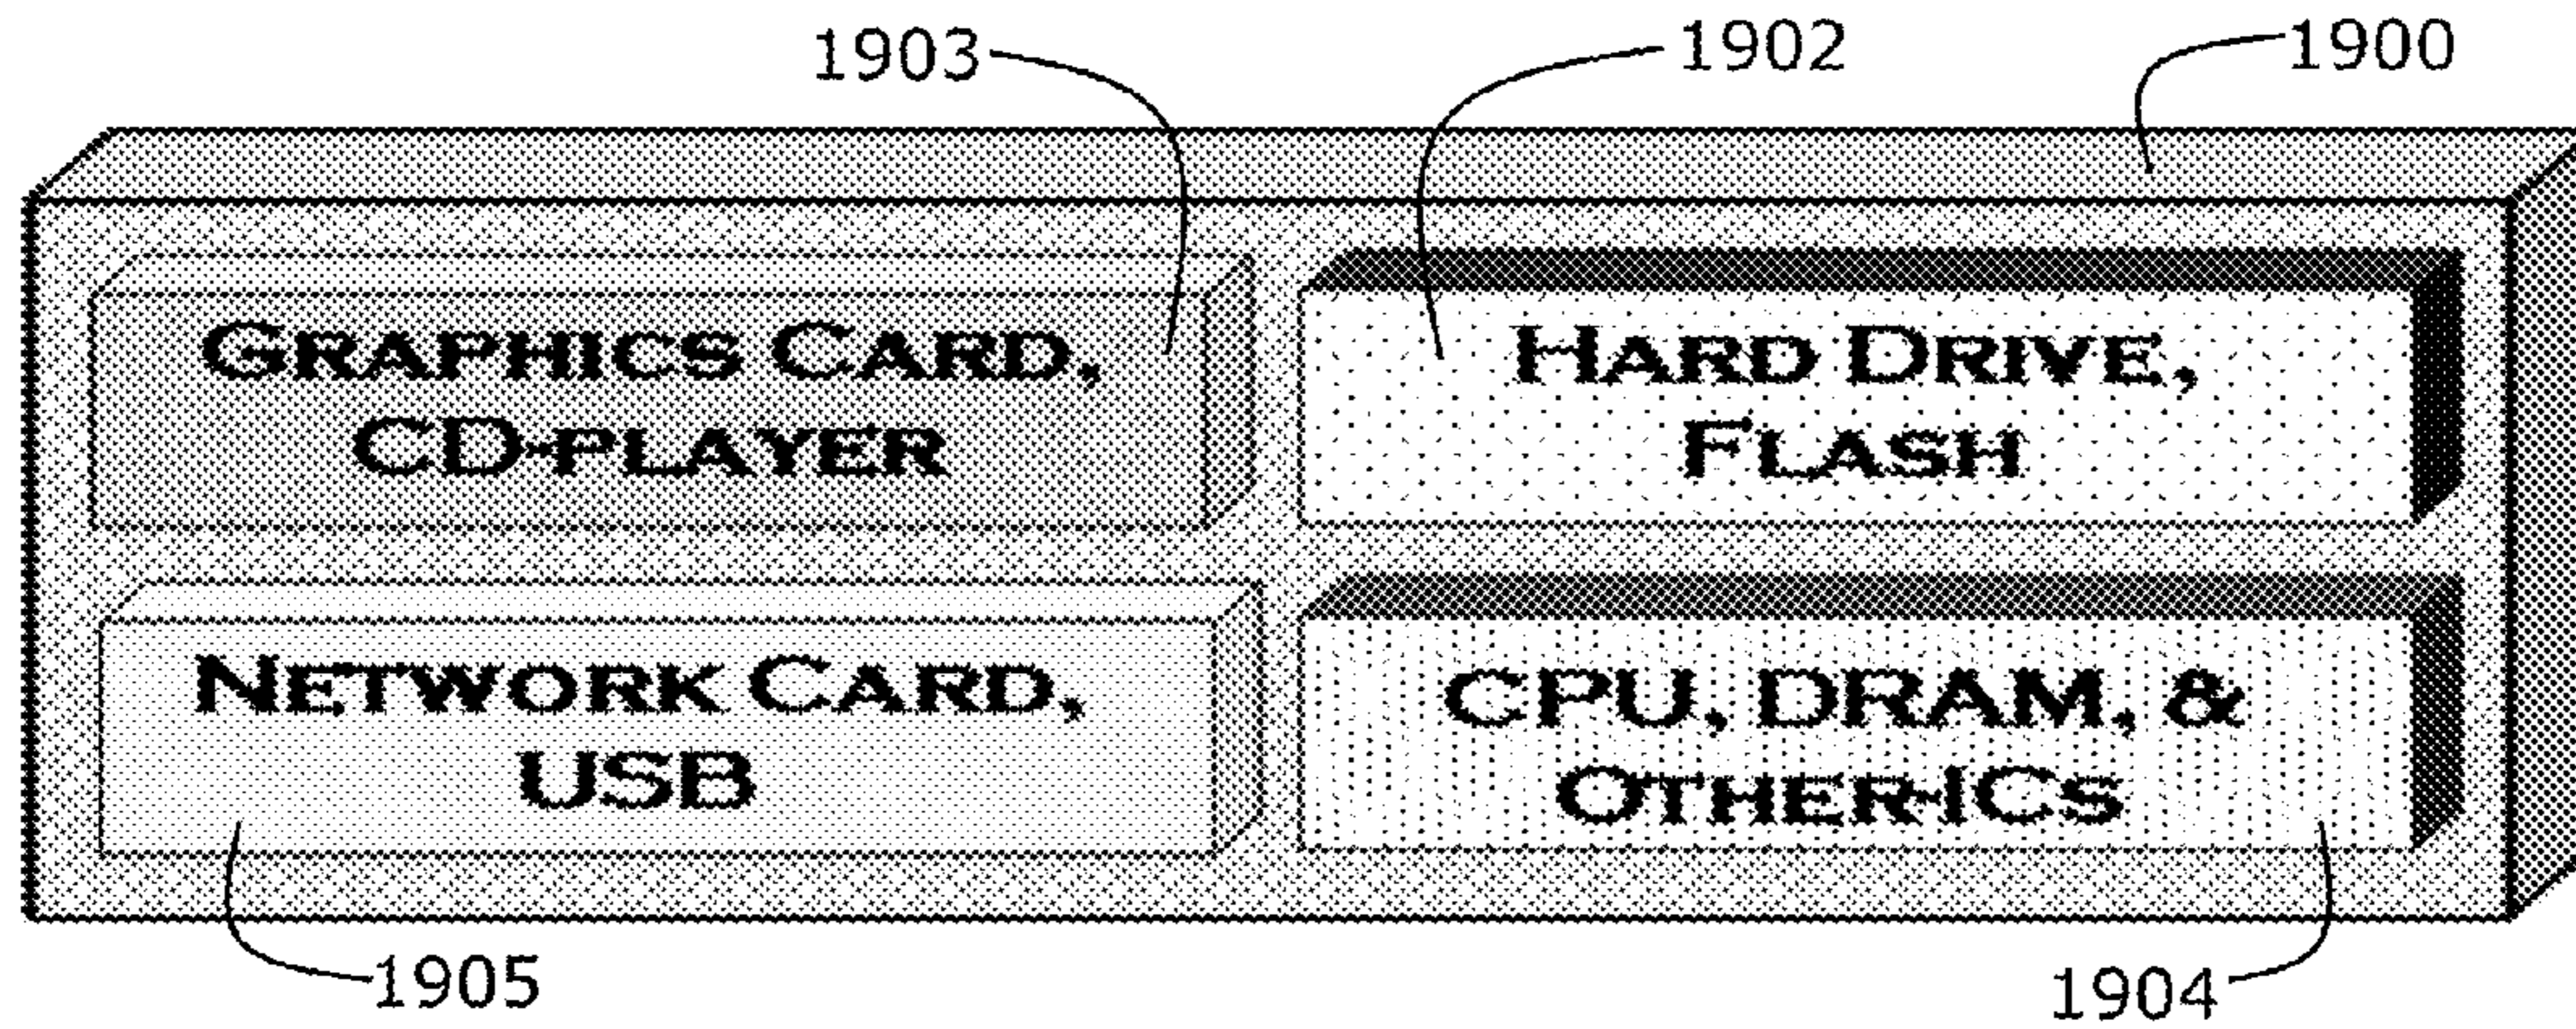 1903
1902
1900
GRAPHICS CARD,
CD-PLAYER
HARD DRIVE,
FLASH
NETWORK CARD,
USB
CPU, DRAM, &
OTHER-ICS
1905
1904